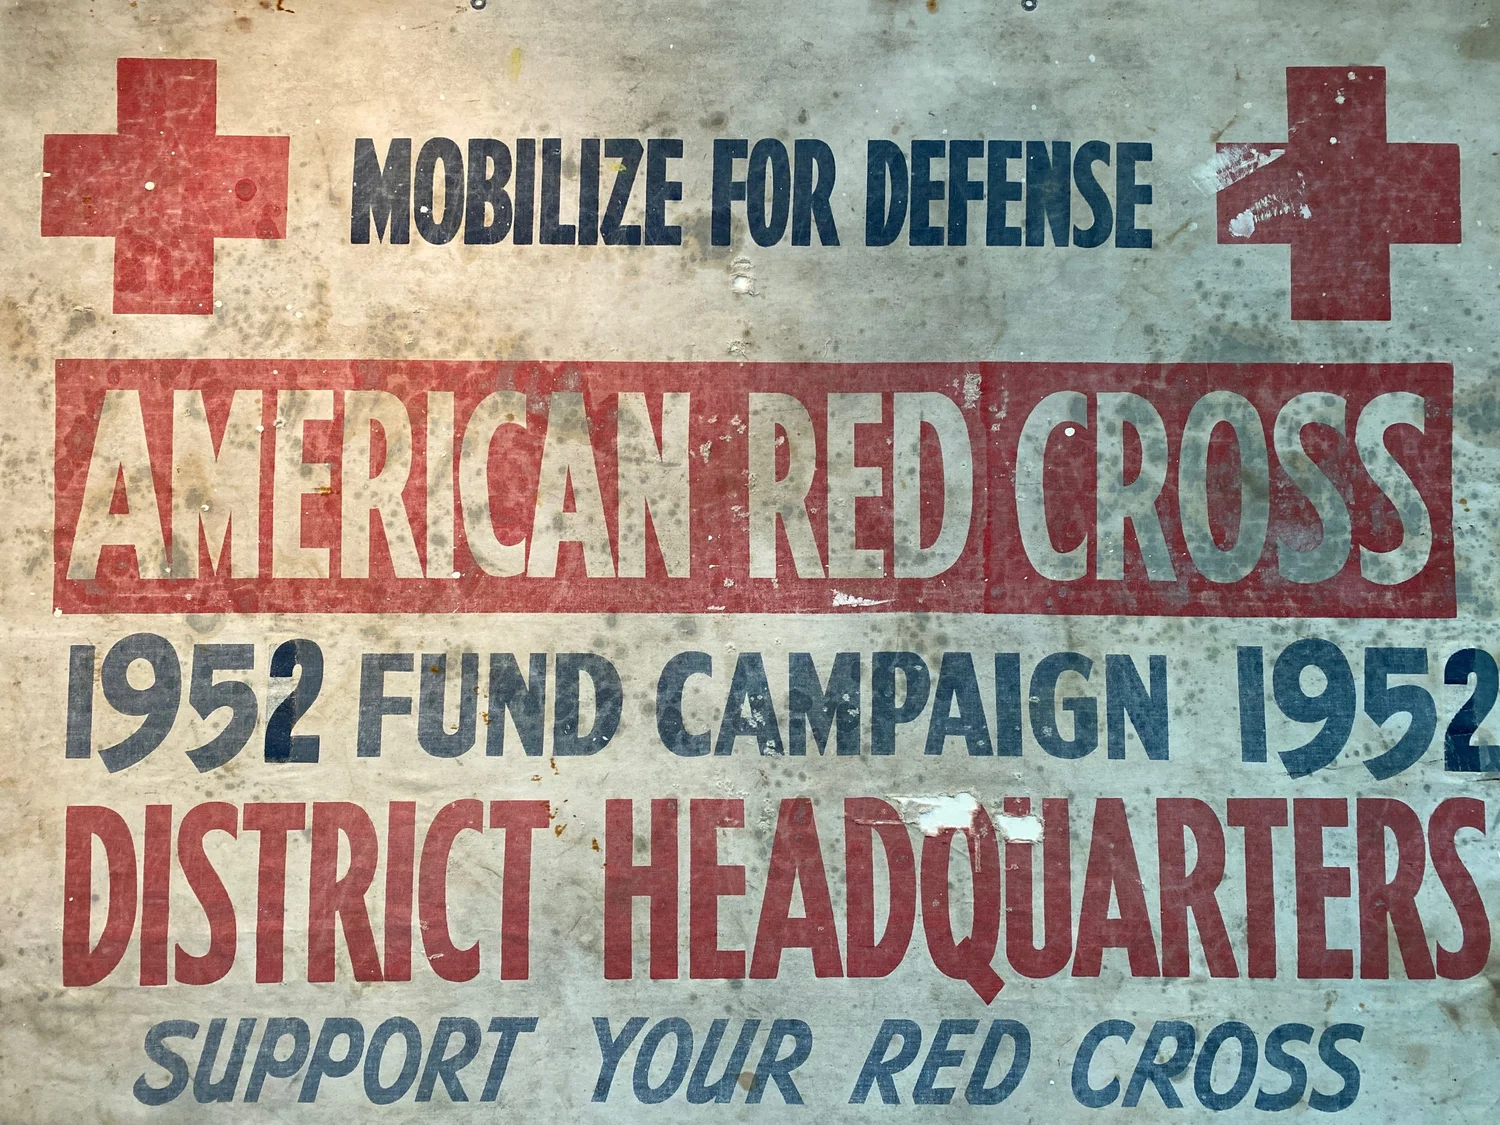 MOBILIZE FOR DEFENSE
AMERICAN RED CROSS
1952 FUND CAMPAIGN 1952
DISTRICT HEADQUARTERS
SUPPORT YOUR RED CROSS